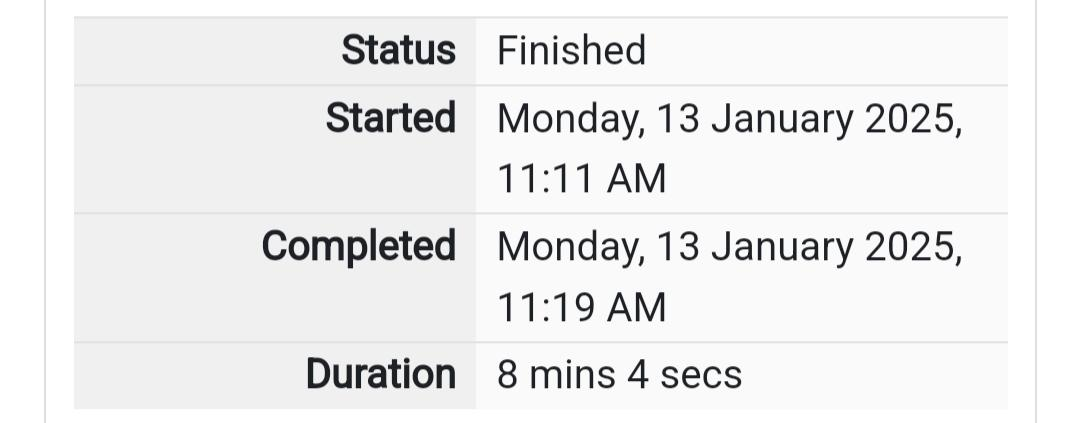 Status Finished
Started Monday, 13 January 2025,
11:11 AM
Completed Monday, 13 January 2025,
11:19 AM
Duration 8 mins 4 secs